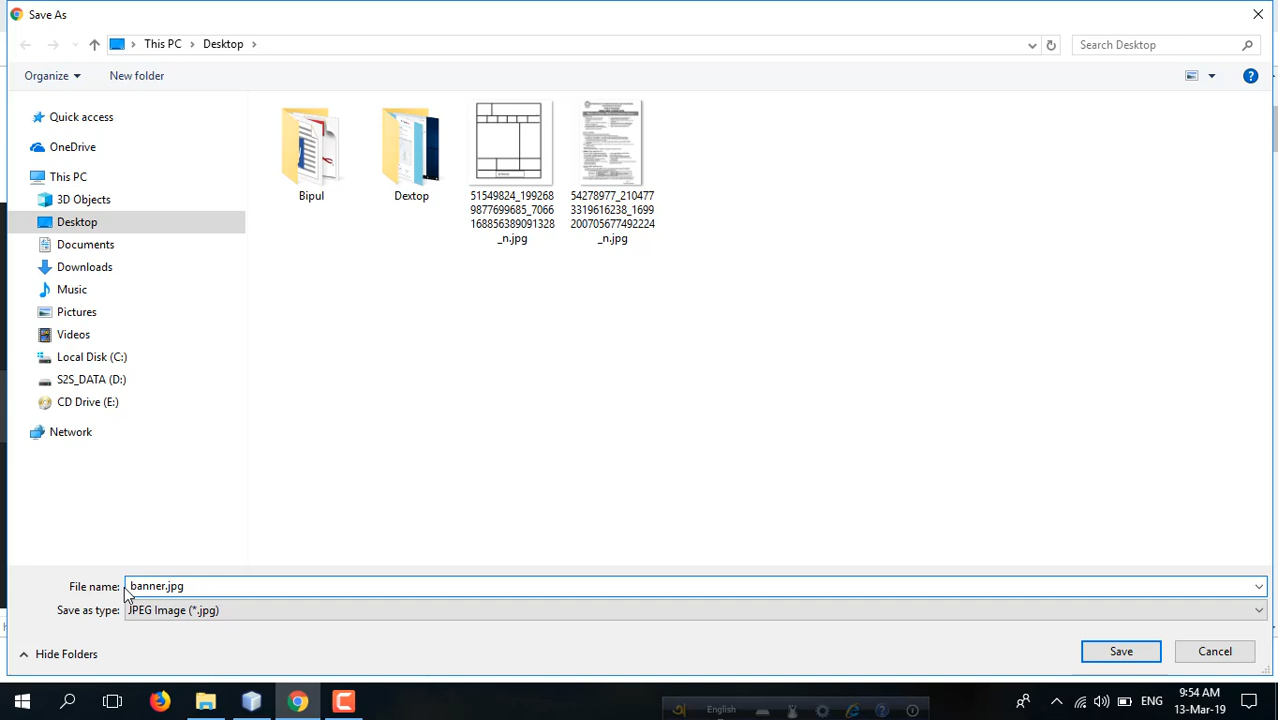 Save As
This PC
Desktop
Search Desktop
Organize
New folder
Quick access
OneDrive
This PC
3D Objects
Desktop
Documents
Downloads
Music
Pictures
Videos
Local Disk (C:)
S2S_DATA (D:)
CD Drive (E:)
Network
Bipul
Dextop
51549824_199268
9877699685_7066
168856389091328
_n.jpg
54278977_210477
3319616238_1699
200705677492224
_n.jpg
File name: banner.jpg
Save as type: JPEG Image (*.jpg)
Hide Folders
Save
Cancel
English
ENG
9:54 AM
13-Mar-19